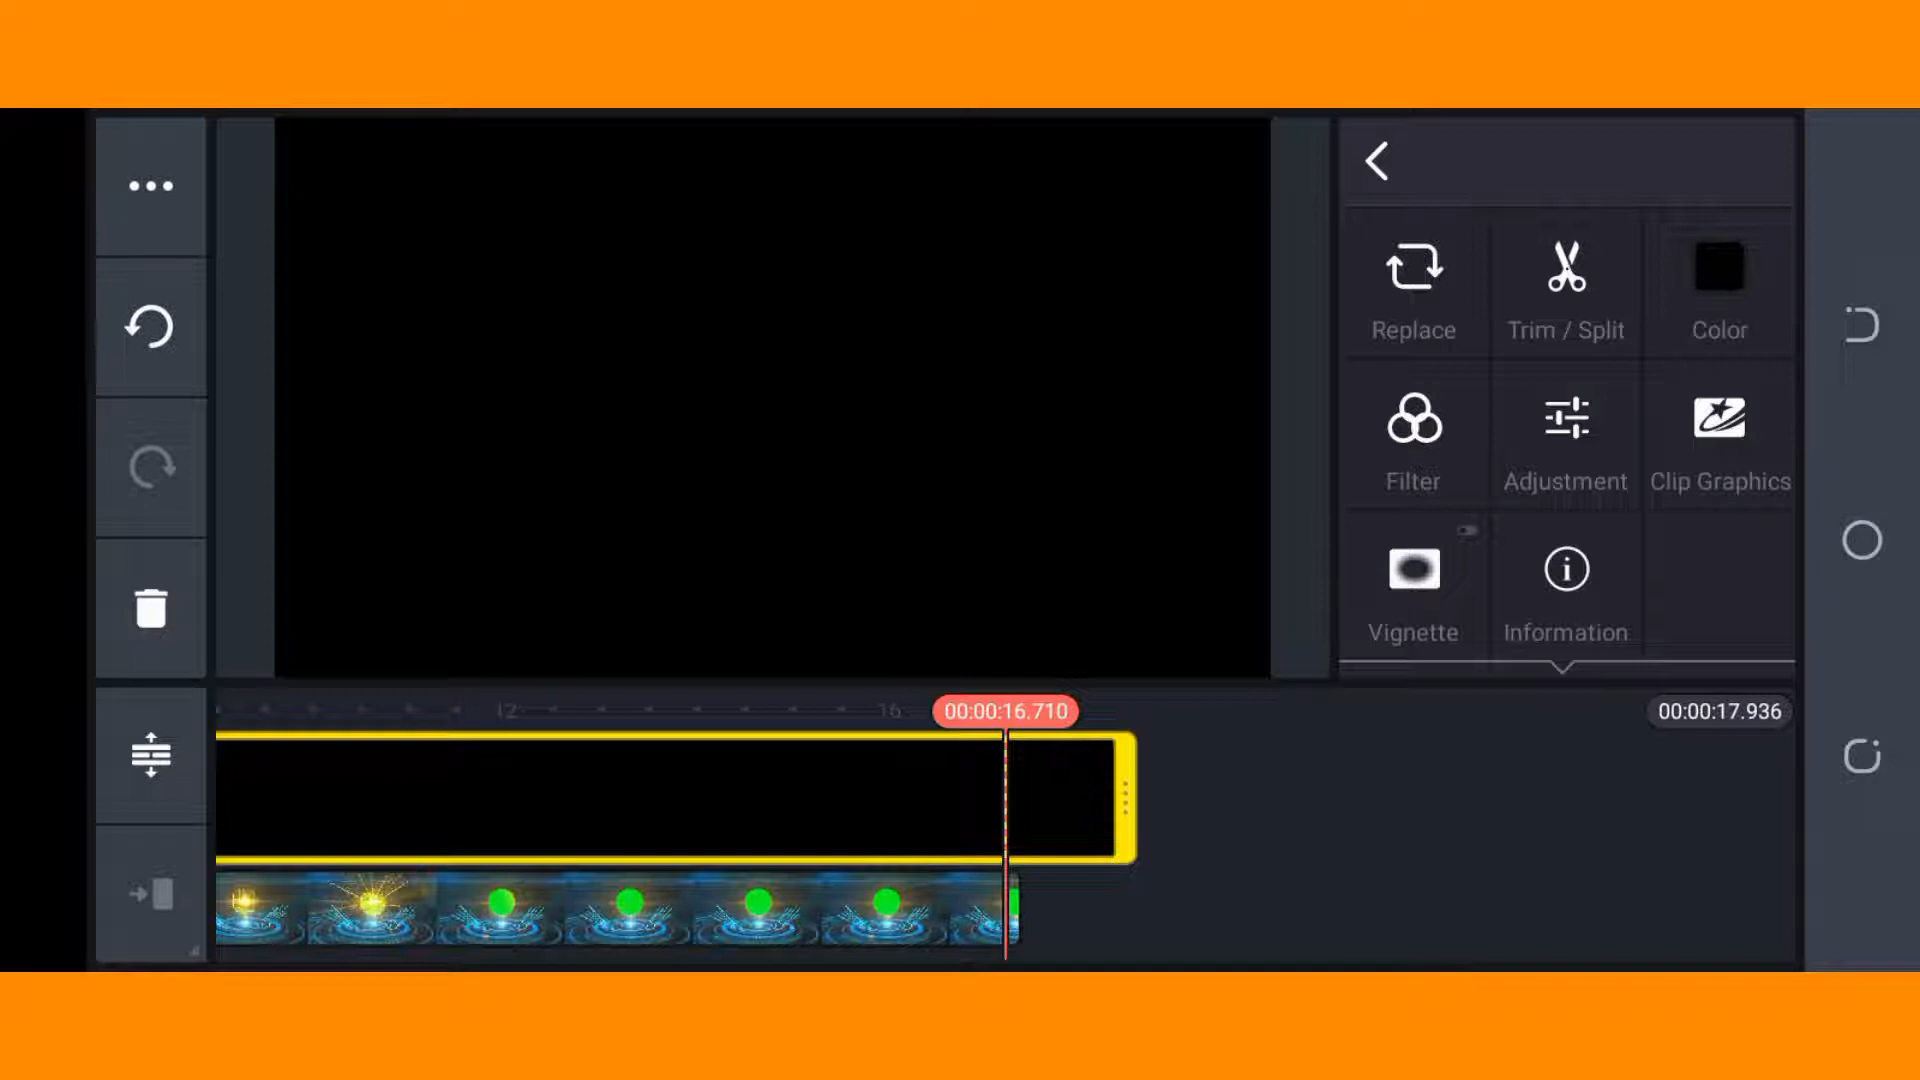 Replace
Trim / Split
Color
Filter
Adjustment
Clip Graphics
Vignette
Information
12
16
00:00:16.710
00:00:17.936